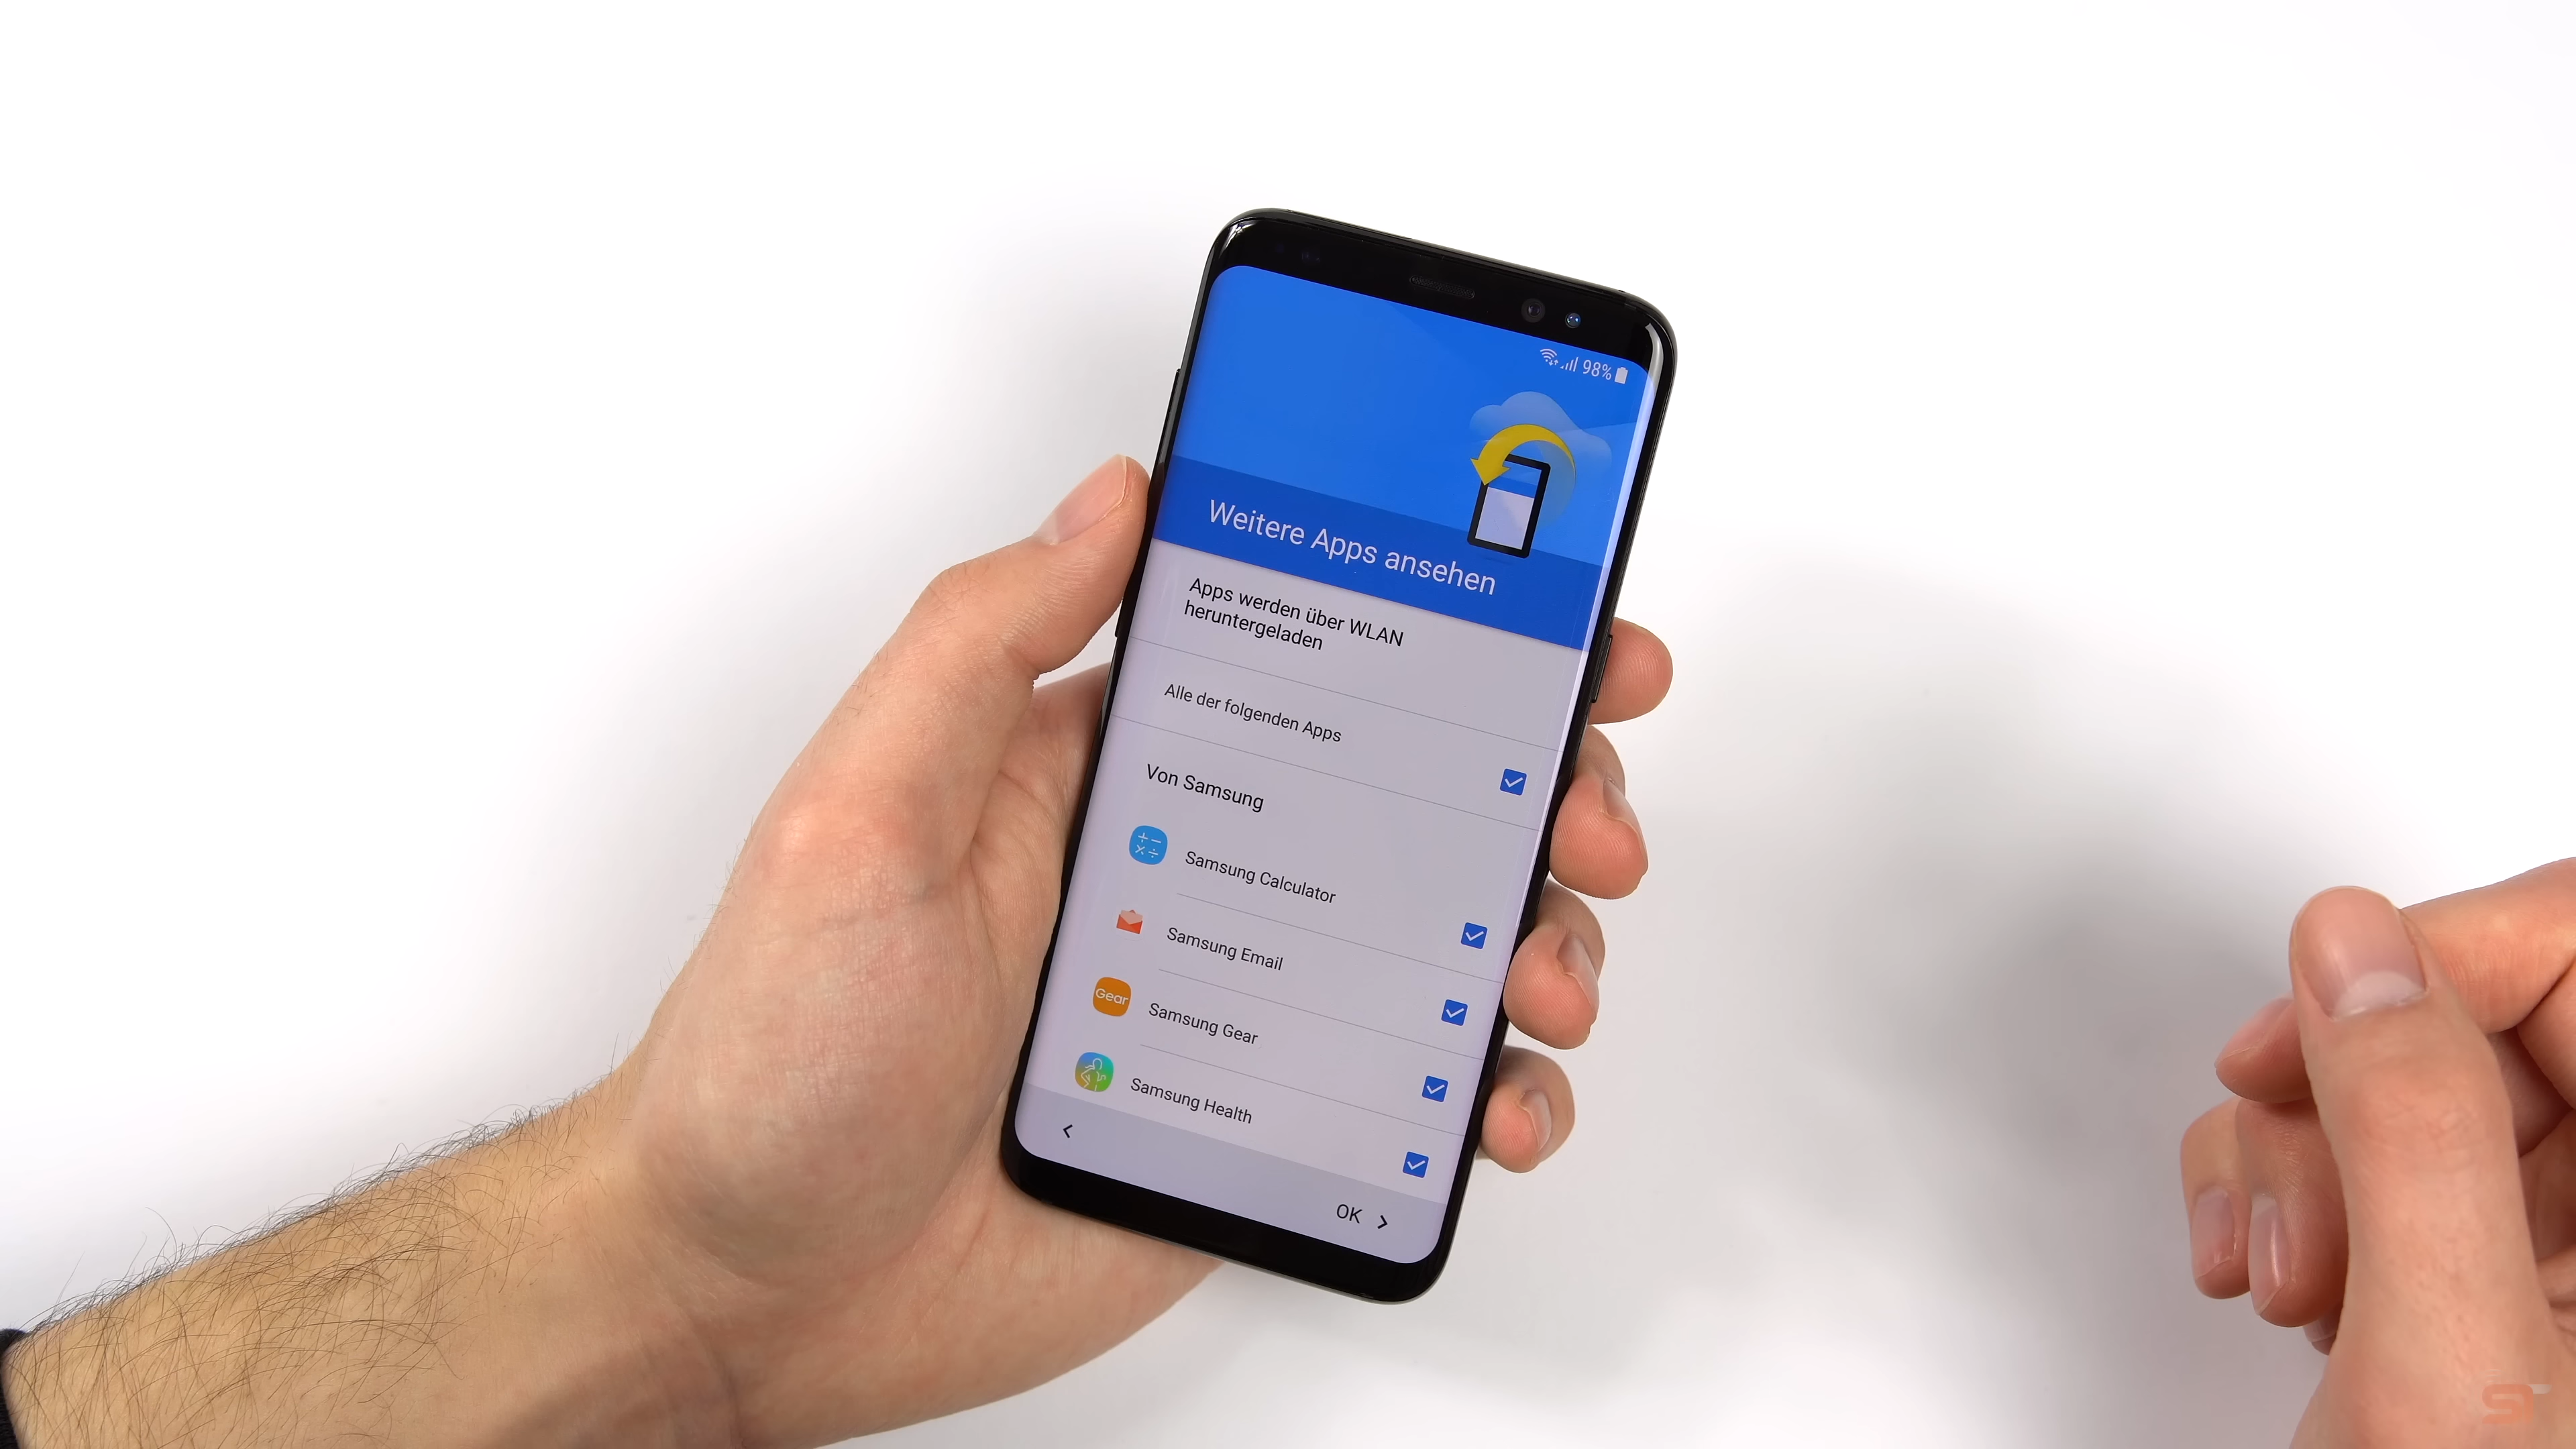 98%
Weitere Apps ansehen
Apps werden über WLAN
heruntergeladen
Alle der folgenden Apps
Von Samsung
Samsung Calculator
Samsung Email
Gear
Samsung Gear
Samsung Health
OK